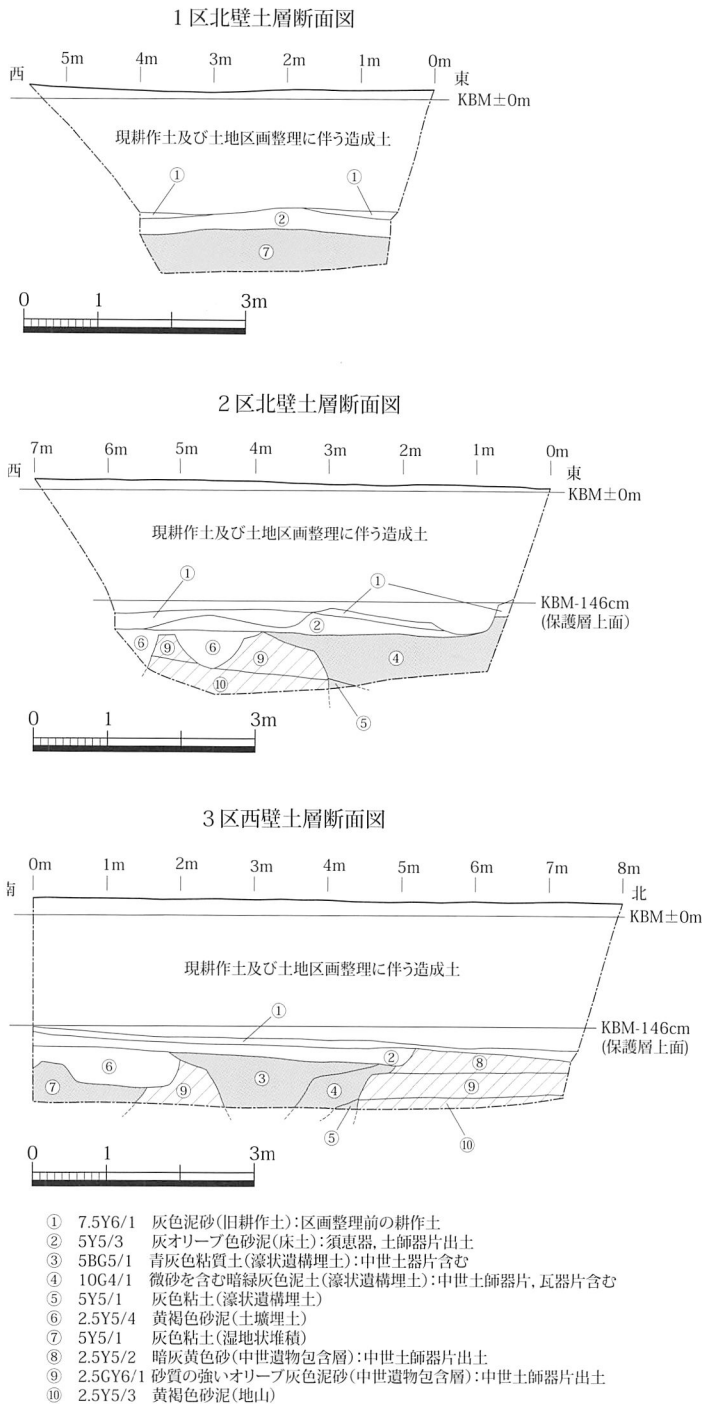 1区北壁土層断面図
西 5m 4m 3m 2m 1m 0m 東
KBM±0m
現耕作土及び土地区画整理に伴う造成土
① ①
②
⑦
0 1 3m
2区北壁土層断面図
7m 6m 5m 4m 3m 2m 1m 0m
西 東
KBM±0m
現耕作土及び土地区画整理に伴う造成土
① ①
KBM-146cm
(保護層上面)
②
⑥ ⑨ ⑥ ⑨ ④
⑩
⑤
0 1 3m
3区西壁土層断面図
0m 1m 2m 3m 4m 5m 6m 7m 8m
南 北
KBM±0m
現耕作土及び土地区画整理に伴う造成土
①
KBM-146cm
(保護層上面)
⑥ ② ⑧
⑦ ⑨ ③ ④ ⑨
⑤ ⑩
0 1 3m
① 7.5Y6/1 灰色泥砂(旧耕作土):区画整理前の耕作土
② 5Y5/3 灰オリーブ色砂泥(床土):須恵器,土師器片出土
③ 5BG5/1 青灰色粘質土(濠状遺構埋土):中世土器片含む
④ 10G4/1 微砂を含む暗緑灰色泥土(濠状遺構埋土):中世土師器片,瓦器片含む
⑤ 5Y5/1 灰色粘土(濠状遺構埋土)
⑥ 2.5Y5/4 黄褐色砂泥(土壙埋土)
⑦ 5Y5/1 灰色粘土(湿地状堆積)
⑧ 2.5Y5/2 暗灰黄色砂(中世遺物包含層):中世土師器片出土
⑨ 2.5GY6/1 砂質の強いオリーブ灰色泥砂(中世遺物包含層):中世土師器片出土
⑩ 2.5Y5/3 黄褐色砂泥(地山)